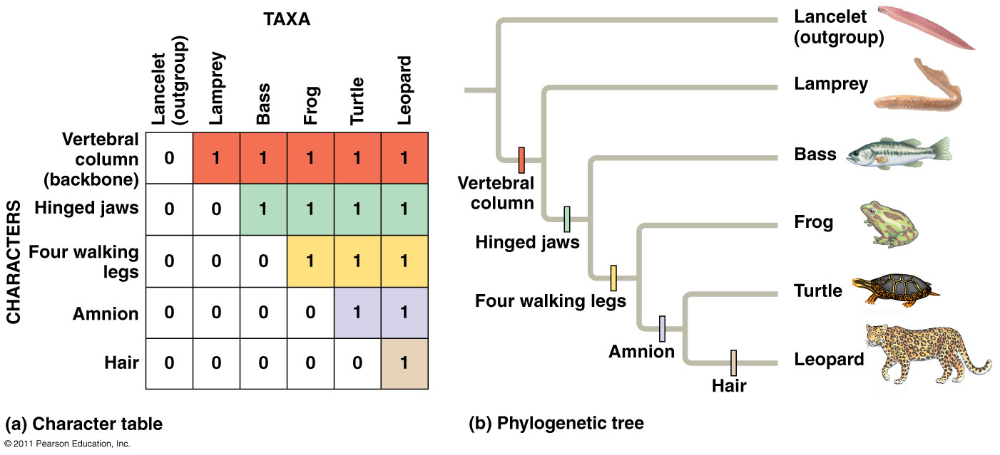 TAXA
Lancelet
(outgroup)
Lamprey
Bass
Frog
Turtle
Leopard
CHARACTERS
Vertebral
column
(backbone)
0 1 1 1 1 1
Hinged jaws
0 0 1 1 1 1
Four walking
legs
0 0 0 1 1 1
Amnion
0 0 0 0 1 1
Hair
0 0 0 0 0 1
(a) Character table
© 2011 Pearson Education, Inc.
Lancelet
(outgroup)
Lamprey
Bass
Vertebral
column
Frog
Hinged jaws
Turtle
Four walking legs
Amnion
Leopard
Hair
(b) Phylogenetic tree